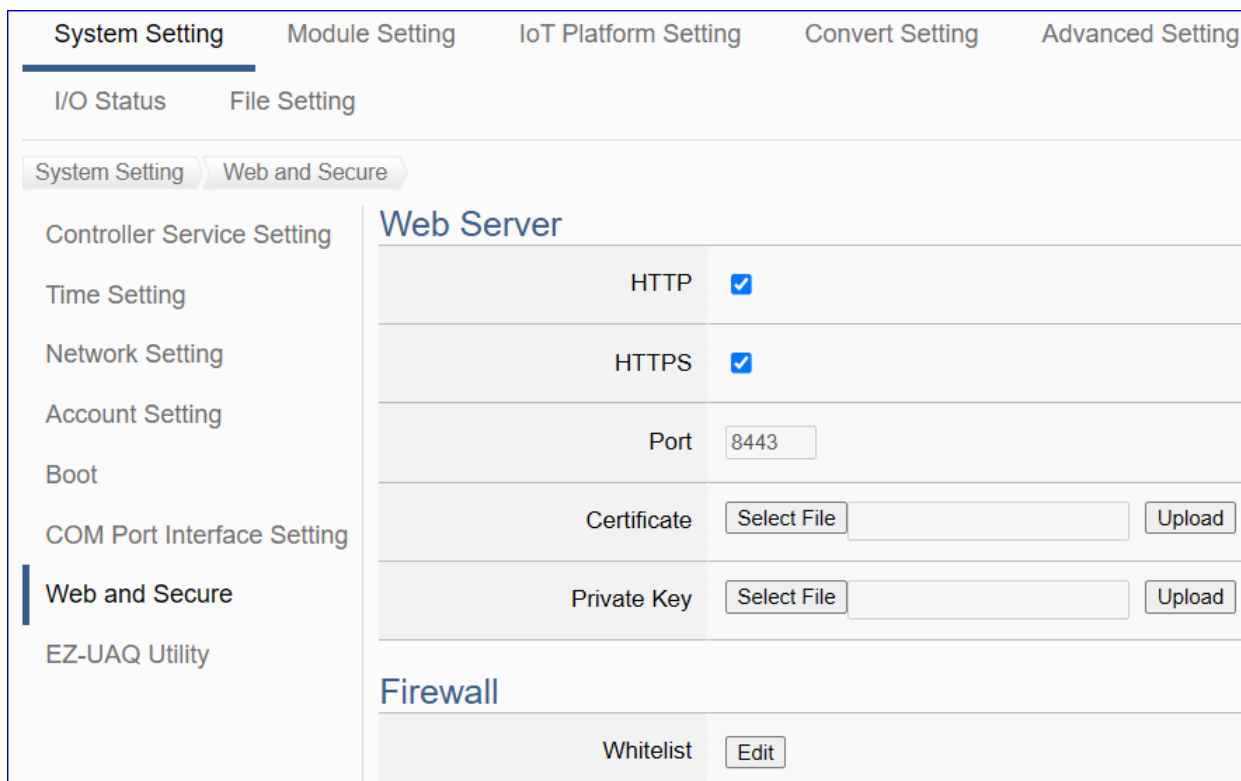 System Setting Module Setting IoT Platform Setting Convert Setting Advanced Setting
I/O Status File Setting
System Setting Web and Secure
Controller Service Setting
Time Setting
Network Setting
Account Setting
Boot
COM Port Interface Setting
Web and Secure
EZ-UAQ Utility
Web Server
HTTP
HTTPS
Port 8443
Certificate Select File Upload
Private Key Select File Upload
Firewall
Whitelist Edit